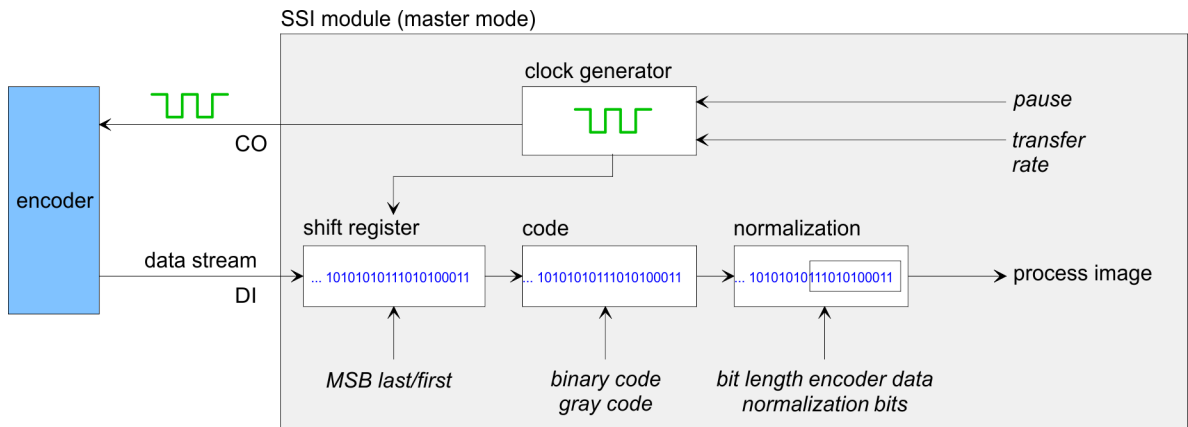 SSI module (master mode)
clock generator
pause
CO
transfer
rate
encoder
shift register
code
normalization
data stream
... 10101010111010100011
... 10101010111010100011
... 10101010111010100011
process image
DI
MSB last/first
binary code
gray code
bit length encoder data
normalization bits